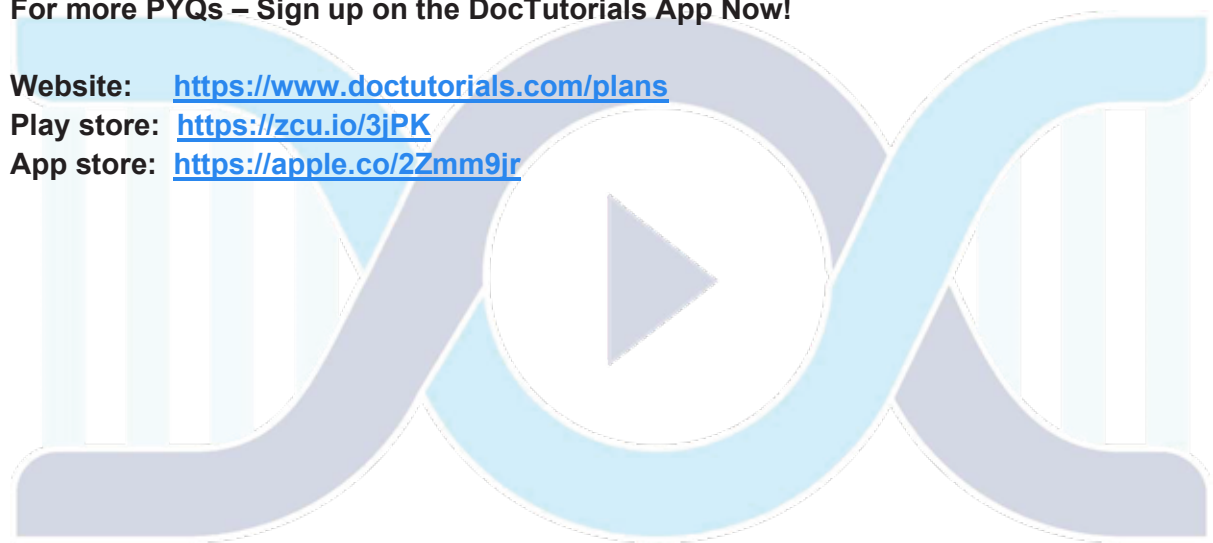 For more PYQs – Sign up on the DocTutorials App Now!
Website: https://www.doctutorials.com/plans
Play store: https://zcu.io/3jPK
App store: https://apple.co/2Zmm9jr